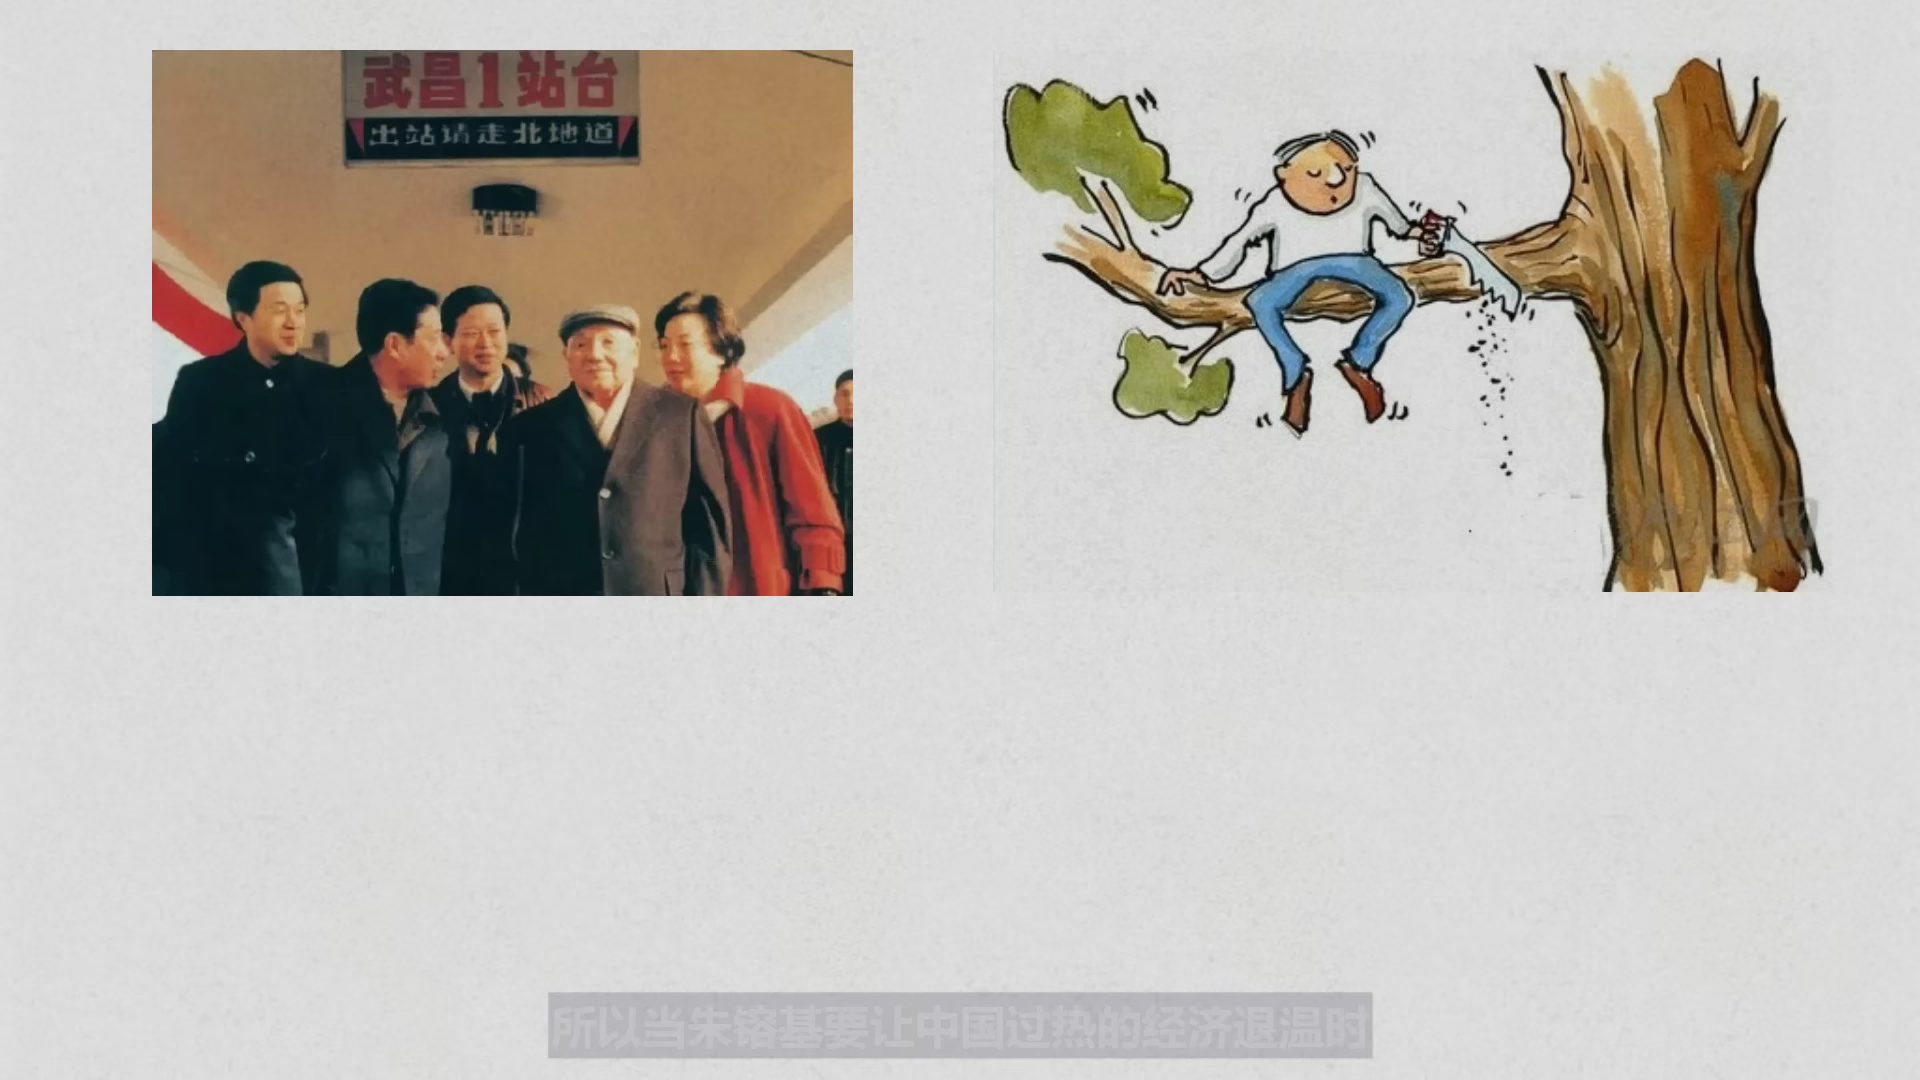 武昌1站台
出站请走北地道
所以当朱镕基要让中国过热的经济退温时